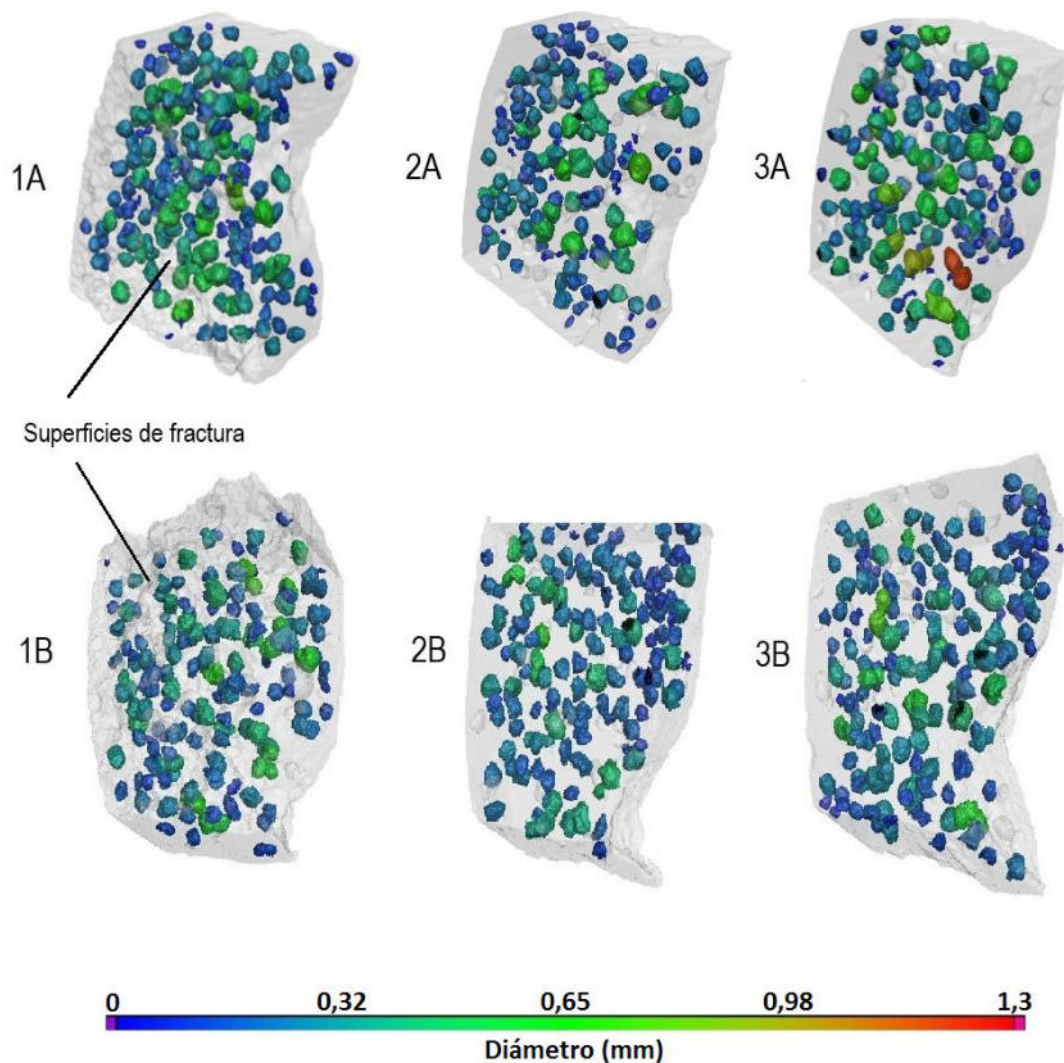 1A
2A
3A
Superficies de fractura
1B
2B
3B
0 0,32 0,65 0,98 1,3
Diámetro (mm)